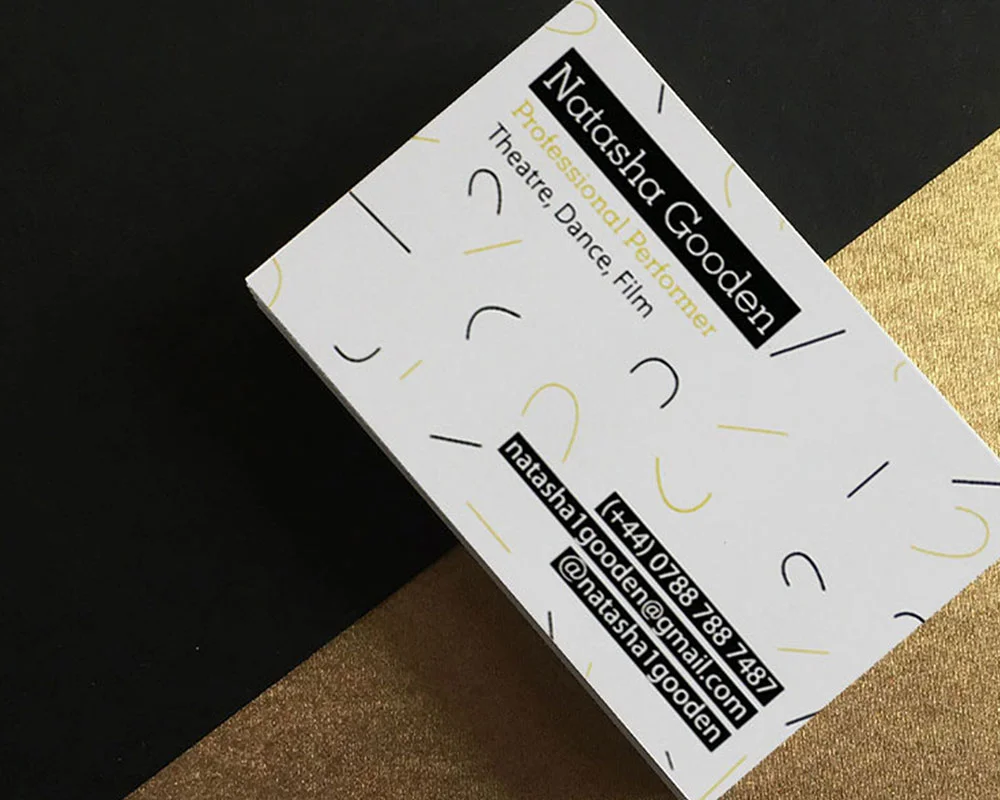 Natasha Gooden
Professional Performer
Theatre, Dance, Film
(+44) 0788 788 7487
natasha1gooden@gmail.com
@natasha1gooden